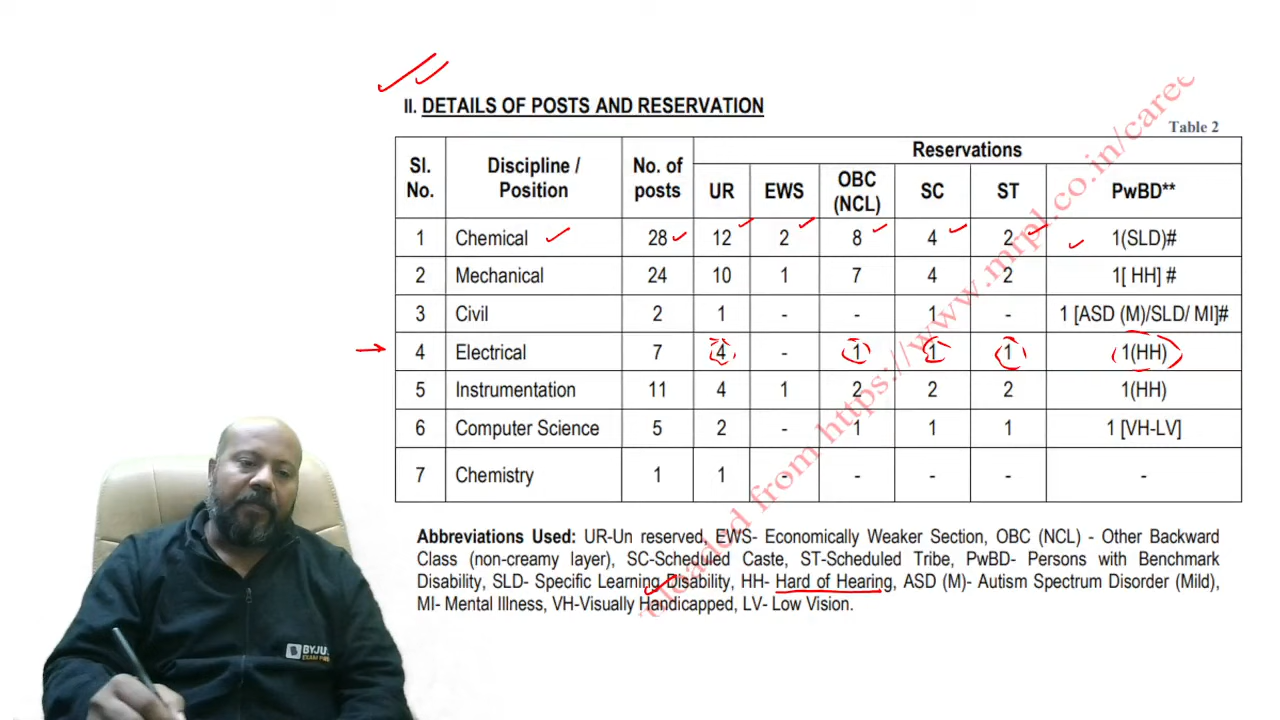 II. DETAILS OF POSTS AND RESERVATION
Table 2
Sl. No. Discipline / Position No. of posts Reservations
UR EWS OBC (NCL) SC ST PwBD**
1 Chemical 28 12 2 8 4 2 1(SLD)#
2 Mechanical 24 10 1 7 4 2 1[ HH] #
3 Civil 2 1 - - 1 - 1 [ASD (M)/SLD/ MI]#
4 Electrical 7 4 - 1 1 1 1(HH)
5 Instrumentation 11 4 1 2 2 2 1(HH)
6 Computer Science 5 2 - 1 1 1 1 [VH-LV]
7 Chemistry 1 1 - - - - -
Abbreviations Used: UR-Un reserved, EWS- Economically Weaker Section, OBC (NCL) - Other Backward
Class (non-creamy layer), SC-Scheduled Caste, ST-Scheduled Tribe, PwBD- Persons with Benchmark
Disability, SLD- Specific Learning Disability, HH- Hard of Hearing, ASD (M)- Autism Spectrum Disorder (Mild),
MI- Mental Illness, VH-Visually Handicapped, LV- Low Vision.
from https://www.mrpl.co.in/caree
BYJU'S
EXAM PREP